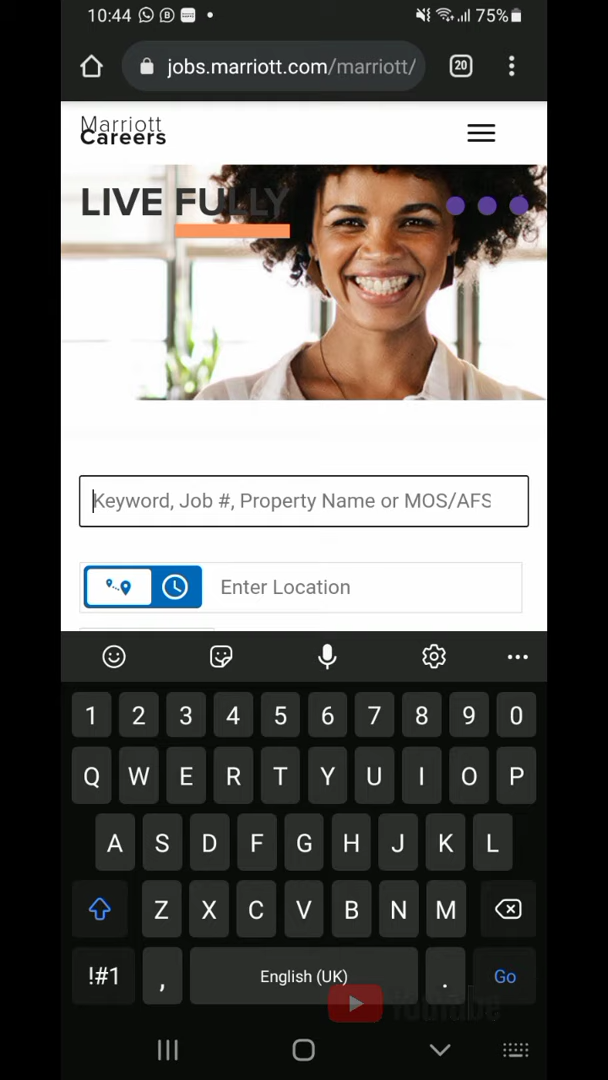 10:44 75%
jobs.marriott.com/marriott/ 20
Marriott
Careers
LIVE FULLY
Keyword, Job #, Property Name or MOS/AFS
Enter Location
1 2 3 4 5 6 7 8 9 0
Q W E R T Y U I O P
A S D F G H J K L
Z X C V B N M
!#1 , English (UK) . Go
YouTube